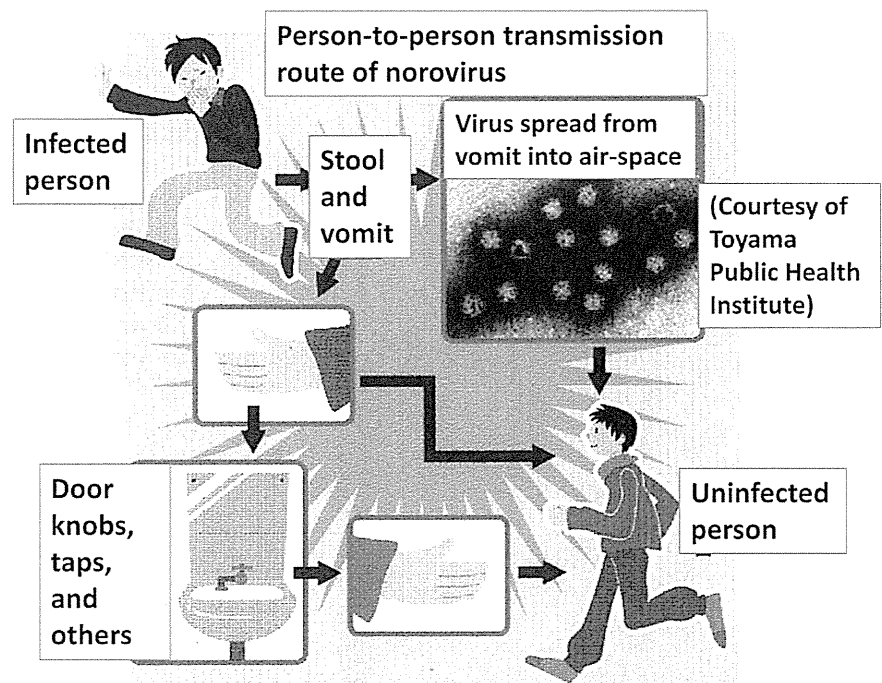 Person-to-person transmission
route of norovirus
Infected
person
Stool
and
vomit
Virus spread from
vomit into air-space
(Courtesy of
Toyama
Public Health
Institute)
Door
knobs,
taps,
and
others
Uninfected
person